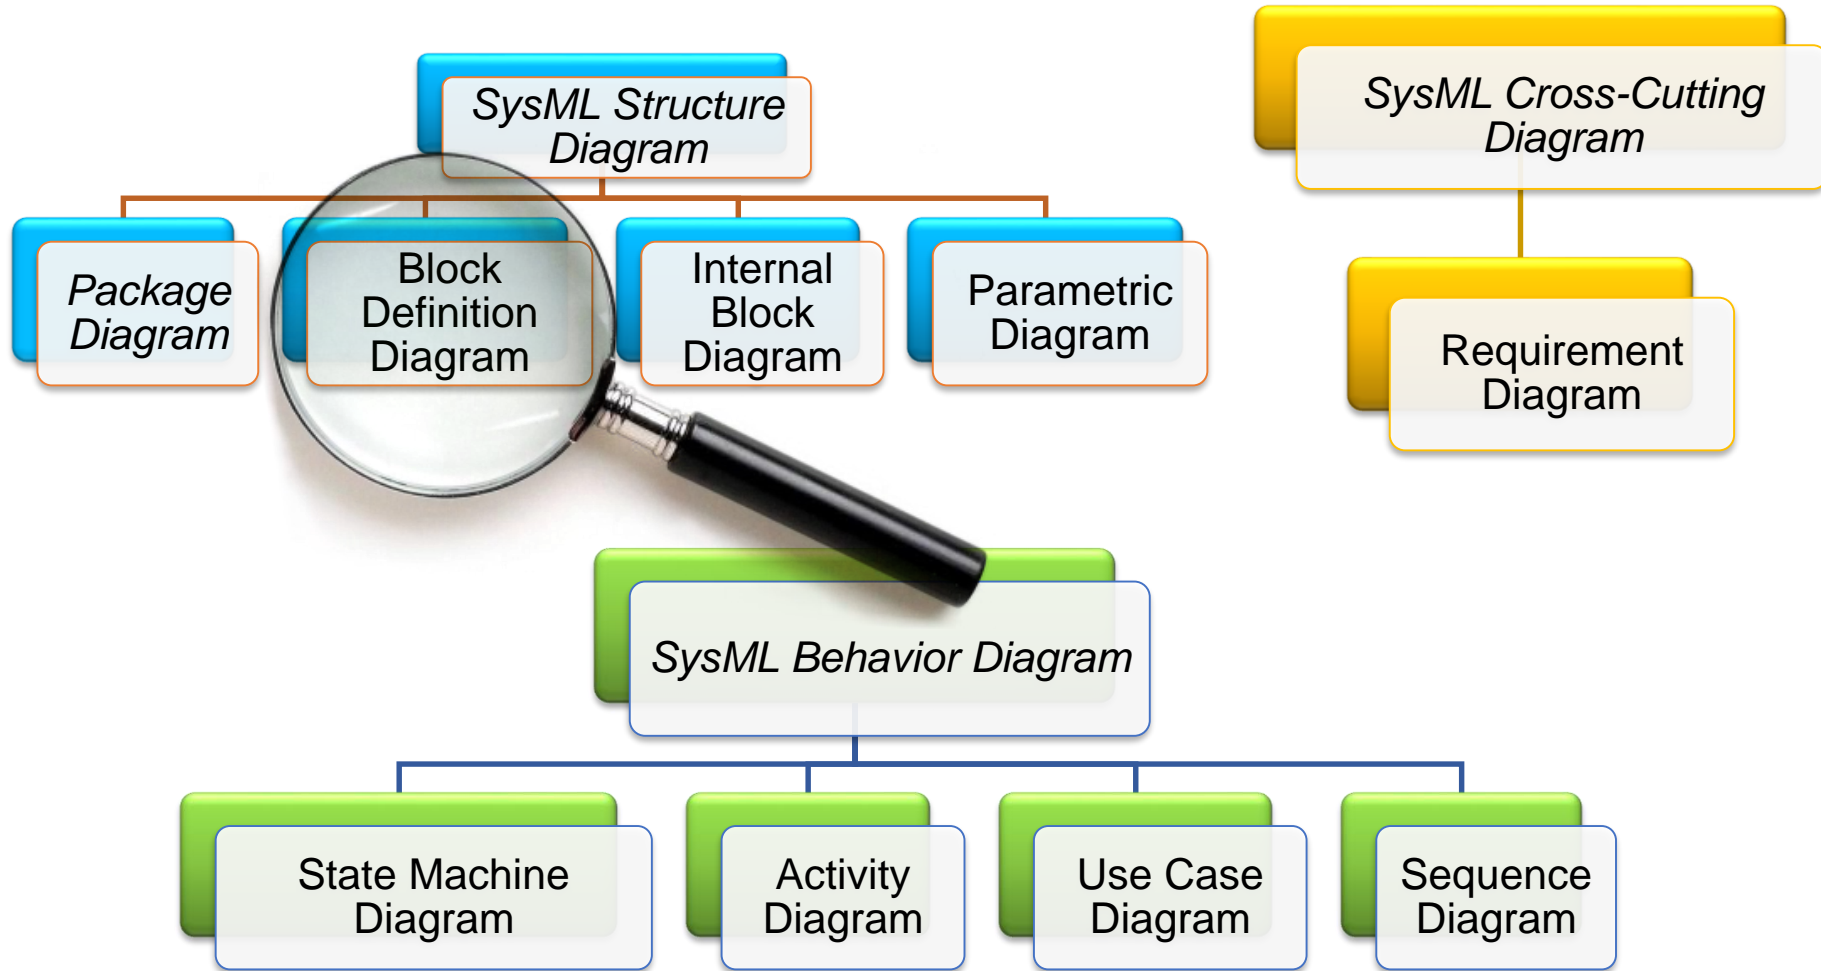 SysML Structure
Diagram
SysML Cross-Cutting
Diagram
Package
Diagram
Block
Definition
Diagram
Internal
Block
Diagram
Parametric
Diagram
Requirement
Diagram
SysML Behavior Diagram
State Machine
Diagram
Activity
Diagram
Use Case
Diagram
Sequence
Diagram